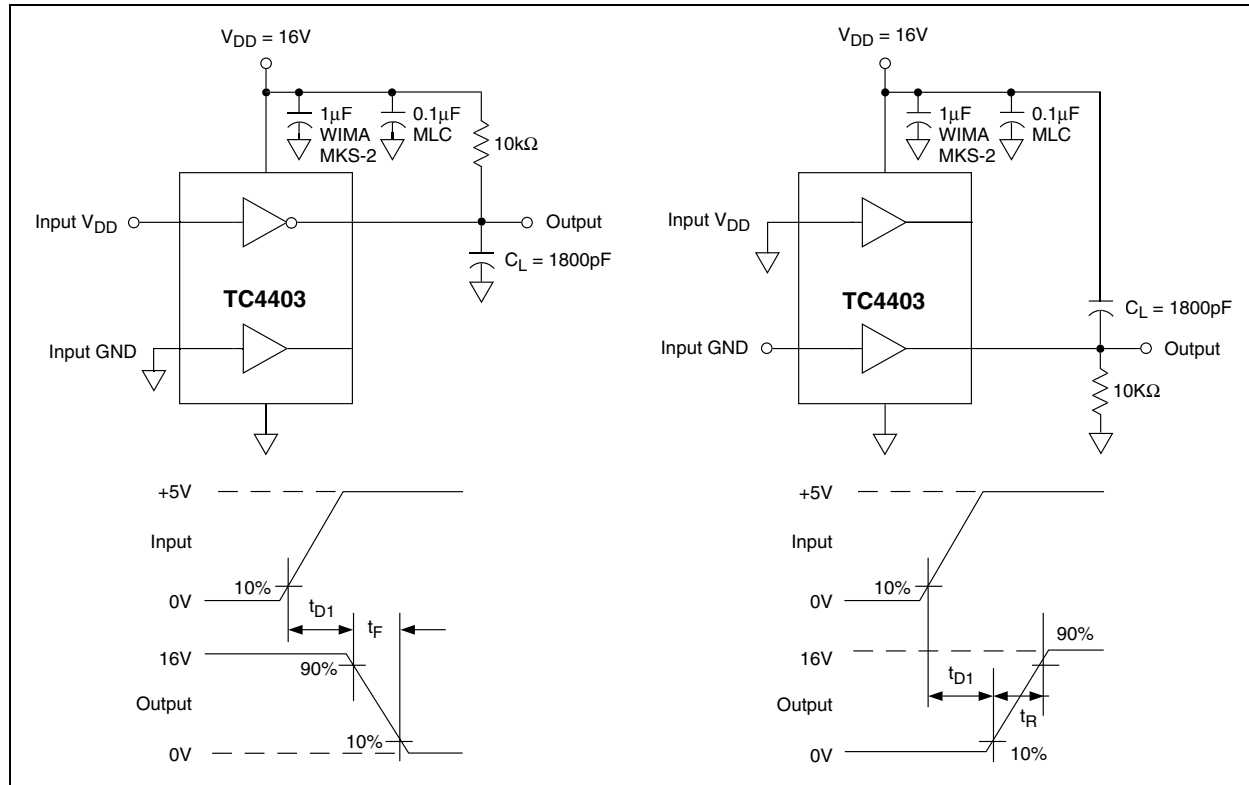 V_DD = 16V
1µF
WIMA
MKS-2
0.1µF
MLC
10kΩ
Input V_DD
Output
C_L = 1800pF
TC4403
Input GND
+5V
Input
10%
0V
t_D1
t_F
16V
90%
Output
10%
0V
V_DD = 16V
1µF
WIMA
MKS-2
0.1µF
MLC
Input V_DD
TC4403
C_L = 1800pF
Input GND
Output
10KΩ
+5V
Input
10%
0V
90%
16V
t_D1
Output
t_R
0V
10%